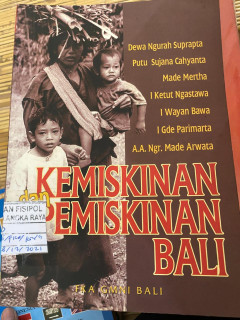 Dewa Ngurah Suprapta
Putu Sujana Cahyanta
Made Mertha
I Ketut Ngastawa
I Wayan Bawa
I Gde Parimarta
A.A. Ngr. Made Arwata
KEMISKINAN
dan
PEMISKINAN
BALI
AN FISIPOL
ANGKA RAYA
BALI